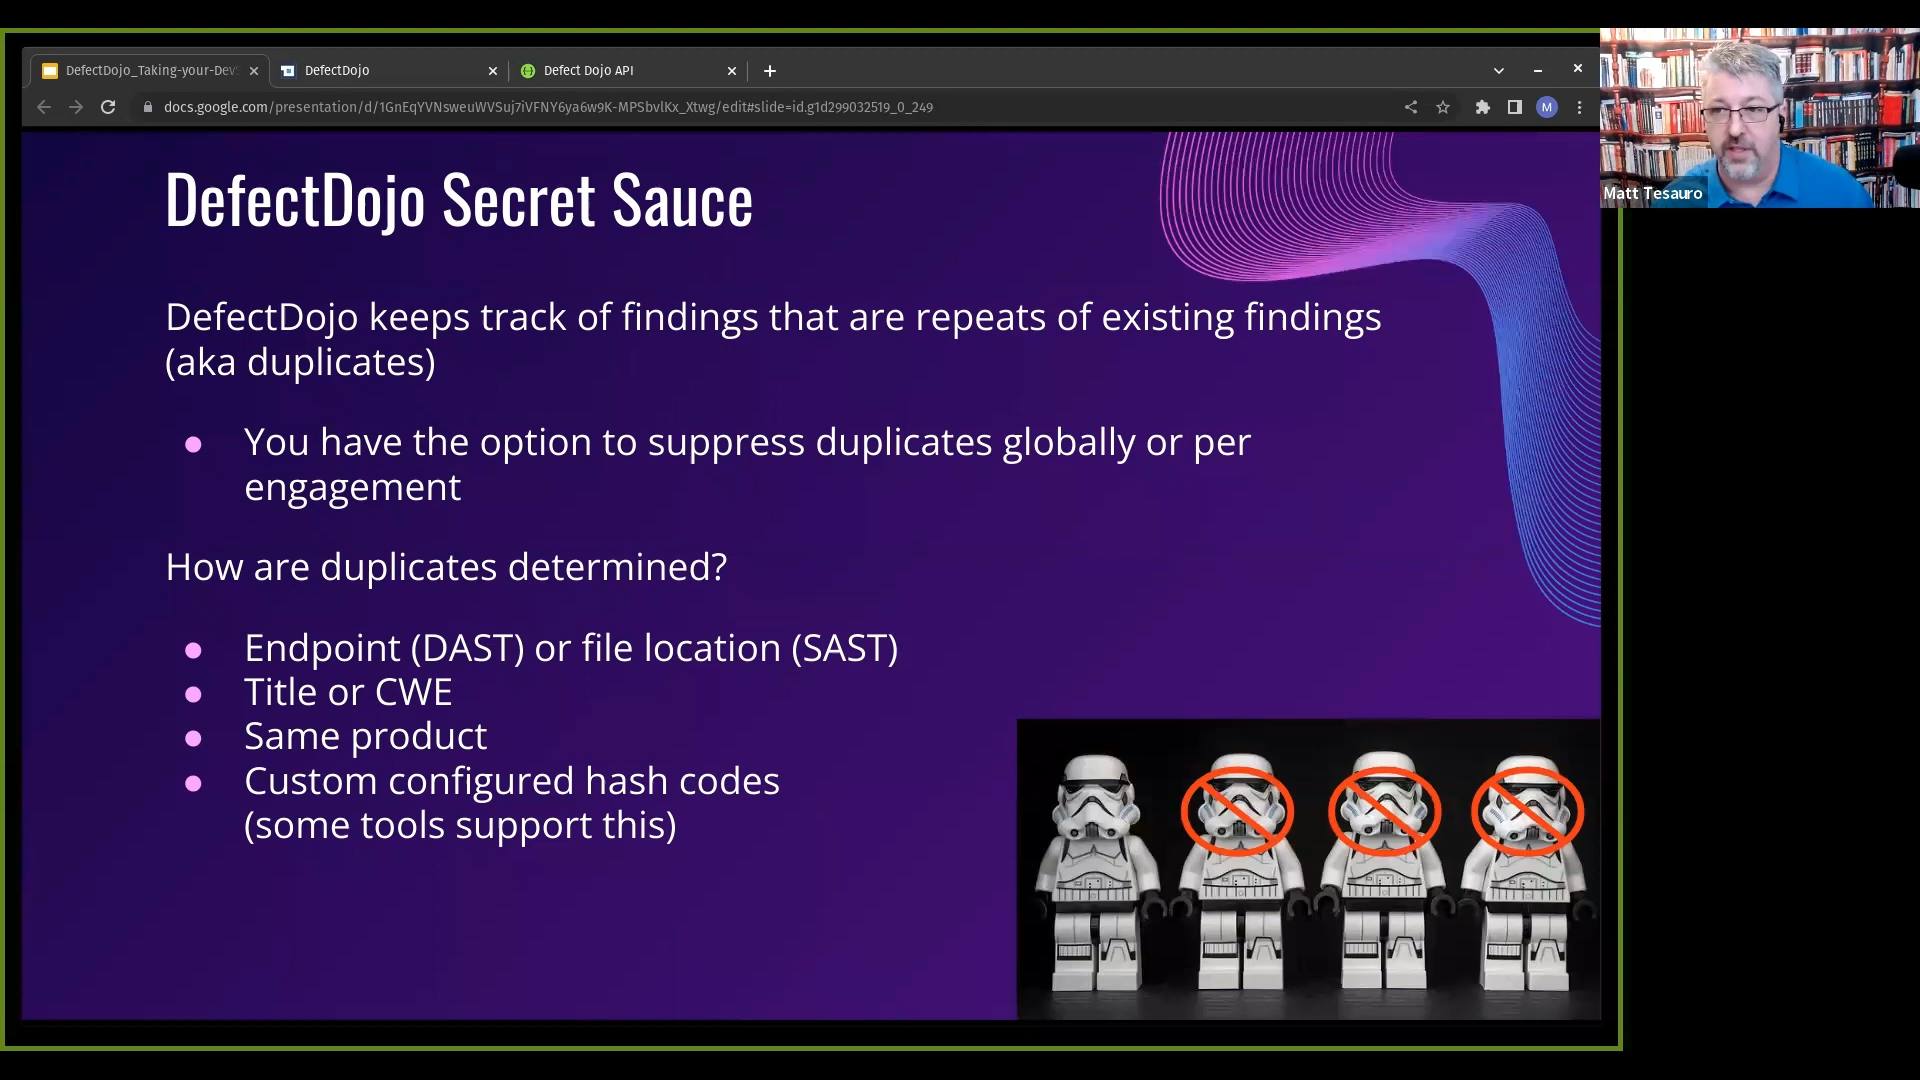 DefectDojo_Taking-your-Dev
DefectDojo
Defect Dojo API
docs.google.com/presentation/d/1GnEqYVNsweuWVSuj7iVFNY6ya6w9K-MPSbvlKx_Xtwg/edit#slide=id.g1d299032519_0_249
M
Matt Tesauro
DefectDojo Secret Sauce
DefectDojo keeps track of findings that are repeats of existing findings
(aka duplicates)
● You have the option to suppress duplicates globally or per
engagement
How are duplicates determined?
● Endpoint (DAST) or file location (SAST)
● Title or CWE
● Same product
● Custom configured hash codes
(some tools support this)